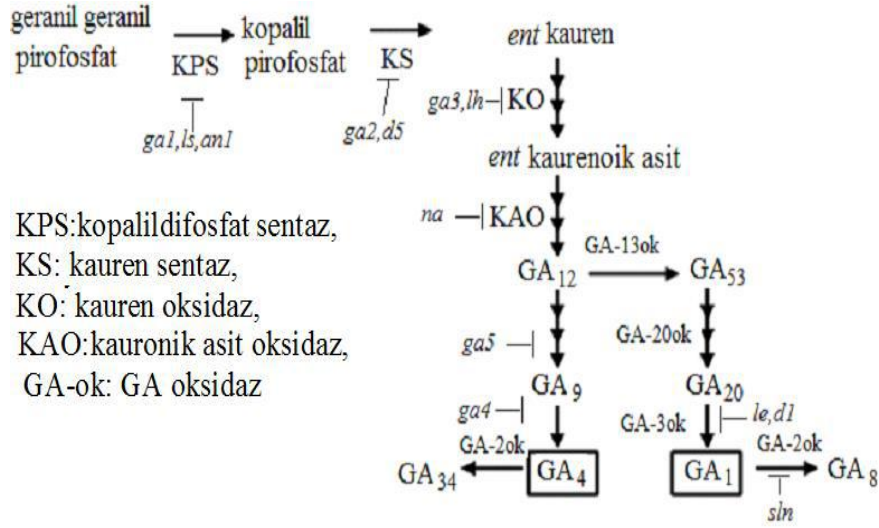 geranil geranil
pirofosfat
KPS
kopalil
pirofosfat
KS
ent kauren
ga1,ls,an1
ga2,d5
ga3,lh
KO
ent kaurenoik asit
na
KAO
KPS:kopalildifosfat sentaz,
KS: kauren sentaz,
KO: kauren oksidaz,
KAO:kauronik asit oksidaz,
GA-ok: GA oksidaz
GA12
GA-13ok
GA53
ga5
GA-20ok
GA9
GA20
ga4
GA-3ok
le,d1
GA-2ok
GA-2ok
GA34
GA4
GA1
GA8
sln